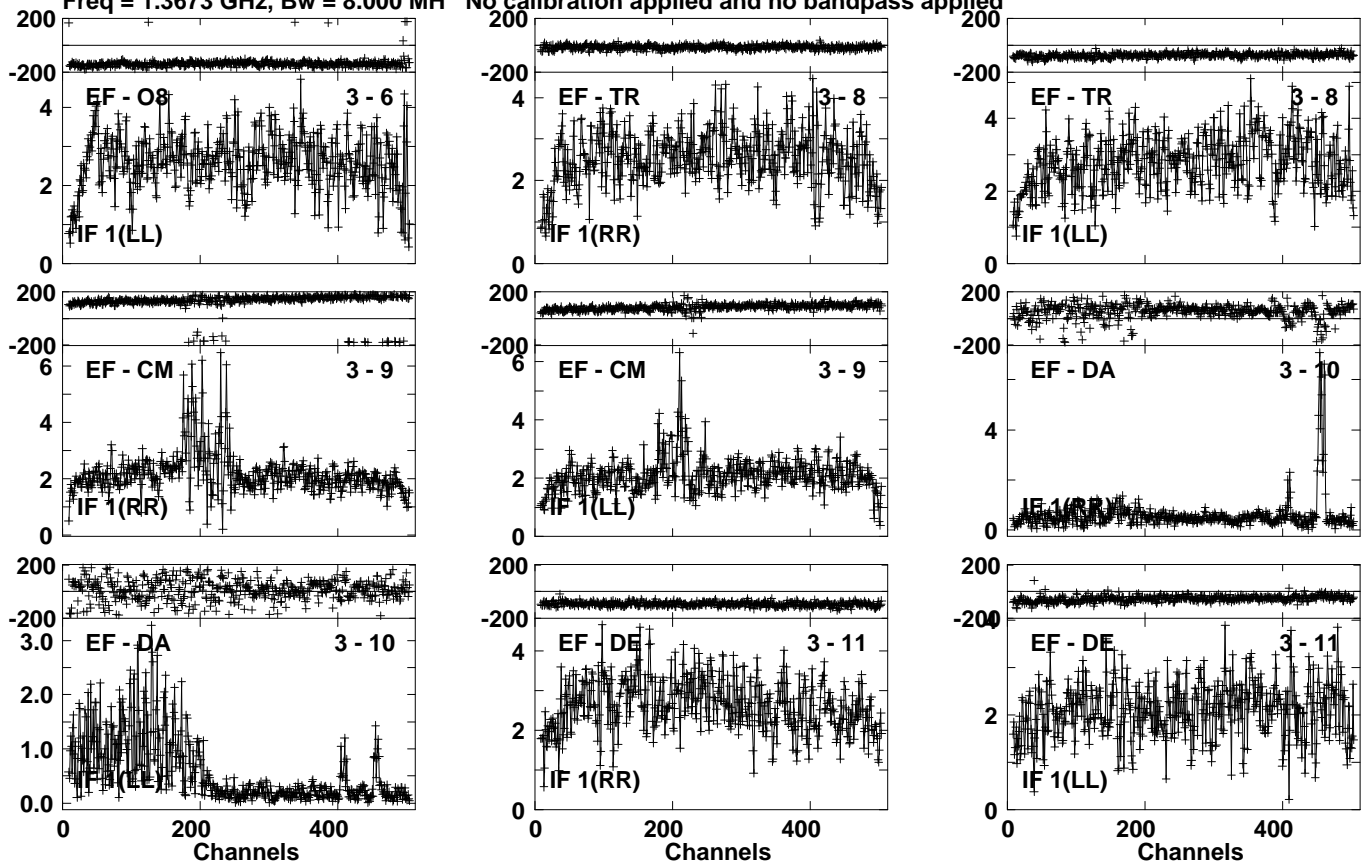 Freq = 1.3673 GHz, Bw = 8.000 MH No calibration applied and no bandpass applied
200
-200
EF - O8 3 - 6
4
2
IF 1(LL)
0
200
-200
EF - TR 3 - 8
4
2
IF 1(RR)
0
200
-200
EF - TR 3 - 8
4
2
IF 1(LL)
0
200
-200
EF - CM 3 - 9
6
4
2
IF 1(RR)
0
200
-200
EF - CM 3 - 9
6
4
2
IF 1(LL)
0
200
-200
EF - DA 3 - 10
4
IF 1(RR)
0
200
-200
EF - DA 3 - 10
3.0
2.0
1.0
IF 1(LL)
0.0
0 200 400
Channels
200
-200
EF - DE 3 - 11
4
2
IF 1(RR)
0
0 200 400
Channels
200
-200
4
EF - DE 3 - 11
2
IF 1(LL)
0
0 200 400
Channels